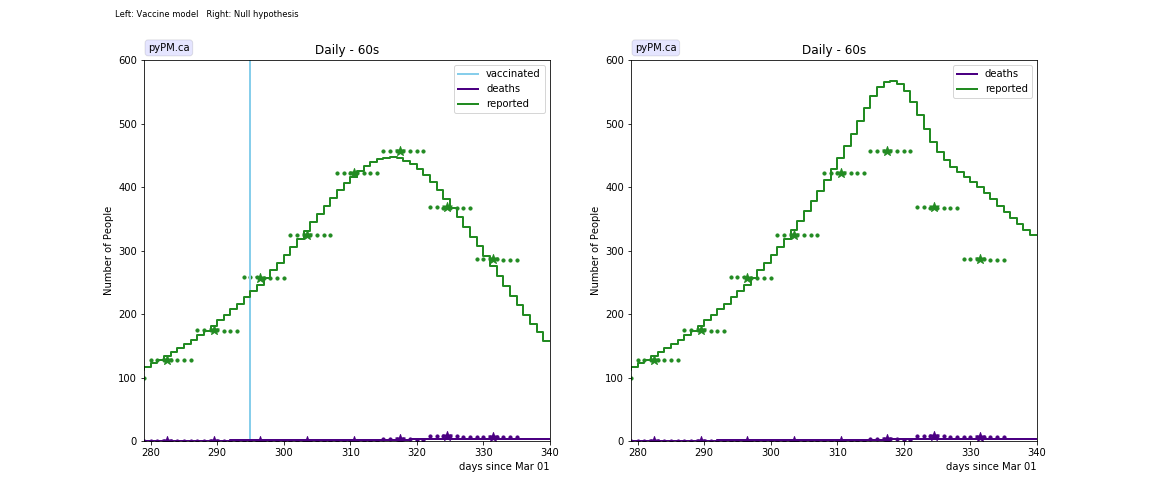 Left: Vaccine model   Right: Null hypothesis
pyPM.ca
Daily - 60s
vaccinated
deaths
reported
Number of People
600
500
400
300
200
100
0
280 290 300 310 320 330 340
days since Mar 01
pyPM.ca
Daily - 60s
deaths
reported
Number of People
600
500
400
300
200
100
0
280 290 300 310 320 330 340
days since Mar 01